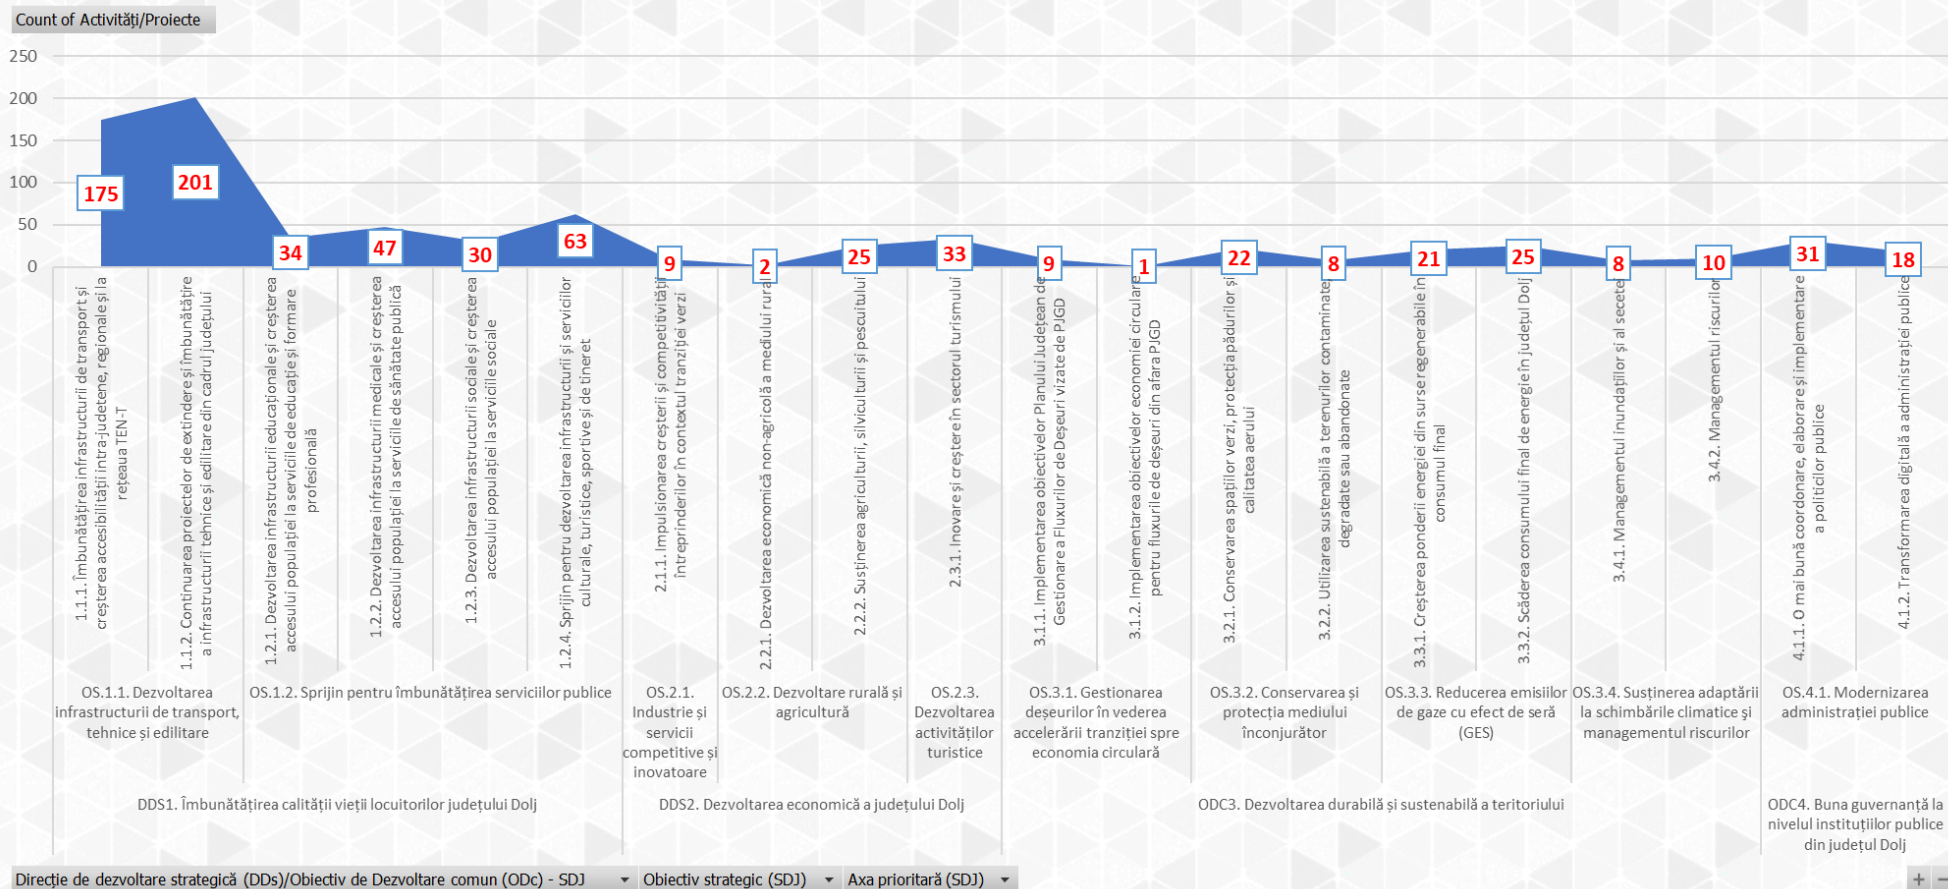 Count of Activități/Proiecte
250
200
150
100
50
0
175
201
34
47
30
63
9
2
25
33
9
1
22
8
21
25
8
10
31
18
1.1.1. Îmbunătățirea infrastructurii de transport și
creșterea accesibilității intra-județene, regionale și la
rețeaua TEN-T
1.1.2. Continuarea proiectelor de extindere și îmbunătățire
a infrastructurii tehnice și edilitare din cadrul județului
1.2.1. Dezvoltarea infrastructurii educaționale și creșterea
accesului populației la serviciile de educație și formare
profesională
1.2.2. Dezvoltarea infrastructurii medicale și creșterea
accesului populației la serviciile de sănătate publică
1.2.3. Dezvoltarea infrastructurii sociale și creșterea
accesului populației la serviciile sociale
1.2.4. Sprijin pentru dezvoltarea infrastructurii și serviciilor
culturale, turistice, sportive și de tineret
2.1.1. Impulsionarea creșterii și competitivității
întreprinderilor în contextul tranziției verzi
2.2.1. Dezvoltarea economică non-agricolă a mediului rural
2.2.2. Susținerea agriculturii, silviculturii și pescuitului
2.3.1. Inovare și creștere în sectorul turismului
3.1.1. Implementarea obiectivelor Planului Județean de
Gestionare a Fluxurilor de Deșeuri vizate de PJGD
3.1.2. Implementarea obiectivelor economiei circulare
pentru fluxurile de deșeuri din afara PJGD
3.2.1. Conservarea spațiilor verzi, protecția pădurilor și
calitatea aerului
3.2.2. Utilizarea sustenabilă a terenurilor contaminate,
degradate sau abandonate
3.3.1. Creșterea ponderii energiei din surse regenerabile în
consumul final
3.3.2. Scăderea consumului final de energie în județul Dolj
3.4.1. Managementul inundațiilor și al secetei
3.4.2. Managementul riscurilor
4.1.1. O mai bună coordonare, elaborare și implementare
a politicilor publice
4.1.2. Transformarea digitală a administrației publice
OS.1.1. Dezvoltarea
infrastructurii de transport,
tehnice și edilitare
OS.1.2. Sprijin pentru îmbunătățirea serviciilor publice
OS.2.1.
Industrie și
servicii
competitive și
inovatoare
OS.2.2. Dezvoltare rurală și
agricultură
OS.2.3.
Dezvoltarea
activităților
turistice
OS.3.1. Gestionarea
deșeurilor în vederea
accelerării tranziției spre
economia circulară
OS.3.2. Conservarea și
protecția mediului
înconjurător
OS.3.3. Reducerea emisiilor
de gaze cu efect de seră
(GES)
OS.3.4. Susținerea adaptării
la schimbările climatice şi
managementul riscurilor
OS.4.1. Modernizarea
administrației publice
DDS1. Îmbunătățirea calității vieții locuitorilor județului Dolj
DDS2. Dezvoltarea economică a județului Dolj
ODC3. Dezvoltarea durabilă și sustenabilă a teritoriului
ODC4. Buna guvernanță la
nivelul instituțiilor publice
din județul Dolj
Direcție de dezvoltare strategică (DDs)/Obiectiv de Dezvoltare comun (ODc) - SDJ
Obiectiv strategic (SDJ)
Axa prioritară (SDJ)